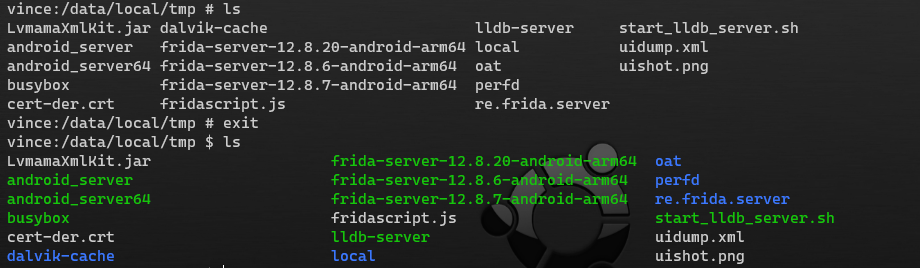 vince:/data/local/tmp # ls
LvmamaXmlKit.jar dalvik-cache lldb-server start_lldb_server.sh
android_server frida-server-12.8.20-android-arm64 local uidump.xml
android_server64 frida-server-12.8.6-android-arm64 oat uishot.png
busybox frida-server-12.8.7-android-arm64 perfd
cert-der.crt fridascript.js re.frida.server
vince:/data/local/tmp # exit
vince:/data/local/tmp $ ls
LvmamaXmlKit.jar frida-server-12.8.20-android-arm64 oat
android_server frida-server-12.8.6-android-arm64 perfd
android_server64 frida-server-12.8.7-android-arm64 re.frida.server
busybox fridascript.js start_lldb_server.sh
cert-der.crt lldb-server uidump.xml
dalvik-cache local uishot.png